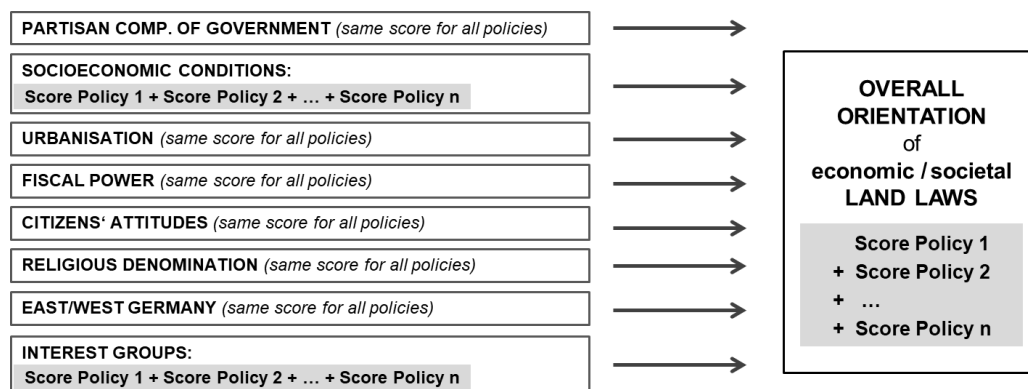 PARTISAN COMP. OF GOVERNMENT (same score for all policies)
SOCIOECONOMIC CONDITIONS:
Score Policy 1 + Score Policy 2 + … + Score Policy n
URBANISATION (same score for all policies)
FISCAL POWER (same score for all policies)
CITIZENS‘ ATTITUDES (same score for all policies)
RELIGIOUS DENOMINATION (same score for all policies)
EAST/WEST GERMANY (same score for all policies)
INTEREST GROUPS:
Score Policy 1 + Score Policy 2 + … + Score Policy n
OVERALL
ORIENTATION
of
economic / societal
LAND LAWS
Score Policy 1
+ Score Policy 2
+ …
+ Score Policy n